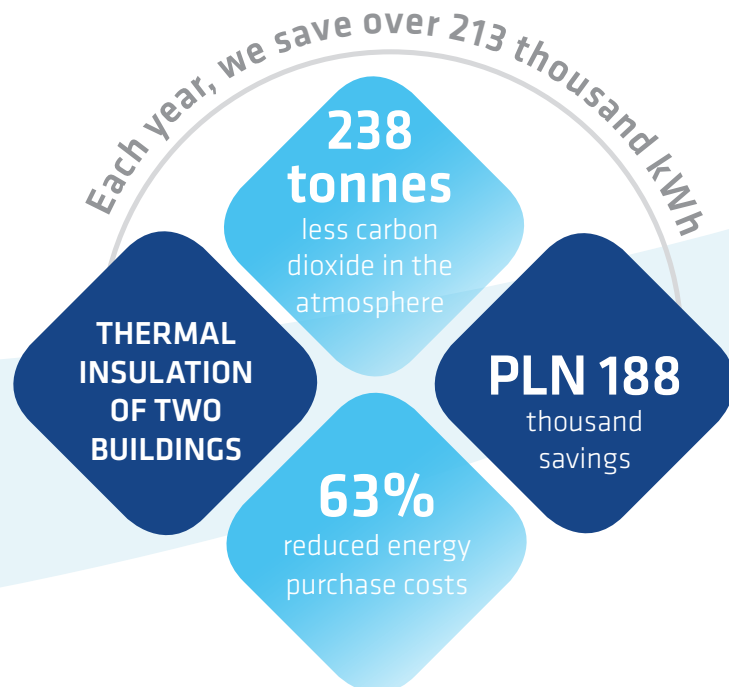 Each year, we save over 213 thousand kWh
238
tonnes
less carbon
dioxide in the
atmosphere
THERMAL
INSULATION
OF TWO
BUILDINGS
PLN 188
thousand
savings
63%
reduced energy
purchase costs